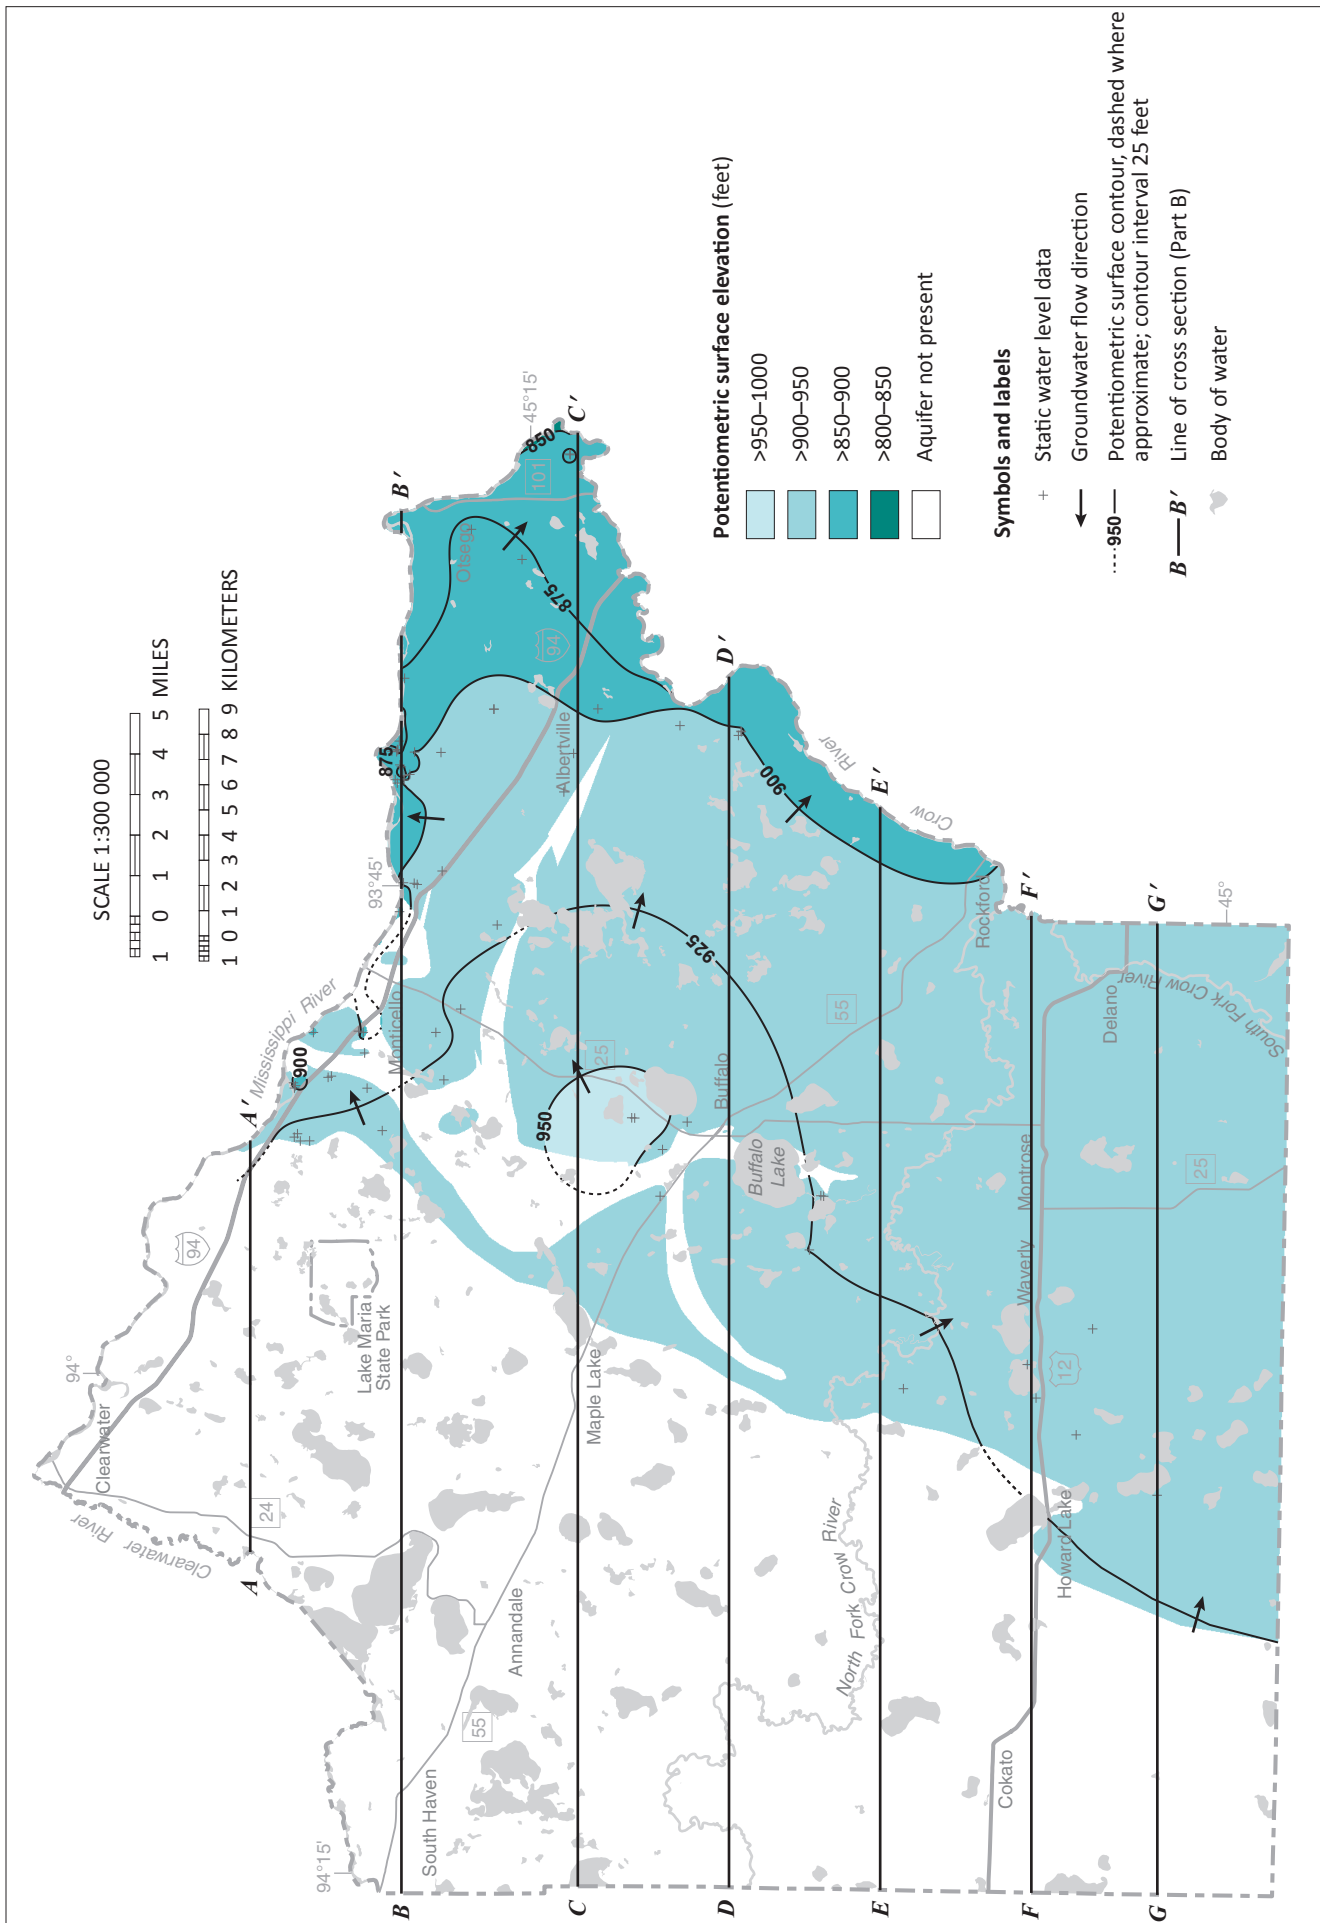 SCALE 1:300 000
1 0 1 2 3 4 5 MILES
1 0 1 2 3 4 5 6 7 8 9 KILOMETERS
94°15'
94°
93°45'
45°15'
45°
Clearwater
Clearwater River
24
94
A
A'
Mississippi River
900
Lake Maria
State Park
Monticello
875
B
B'
South Haven
55
Annandale
Otsego
101
850
875
94
Albertville
C
C'
Maple Lake
950
25
Buffalo
Buffalo
Lake
925
55
D
D'
900
Crow
River
North Fork Crow River
E
E'
Rockford
Cokato
Howard Lake
12
Waverly
Montrose
25
Delano
South Fork Crow River
F
F'
G
G'
Potentiometric surface elevation (feet)
>950–1000
>900–950
>850–900
>800–850
Aquifer not present
Symbols and labels
Static water level data
Groundwater flow direction
950 Potentiometric surface contour, dashed where
approximate; contour interval 25 feet
B B' Line of cross section (Part B)
Body of water